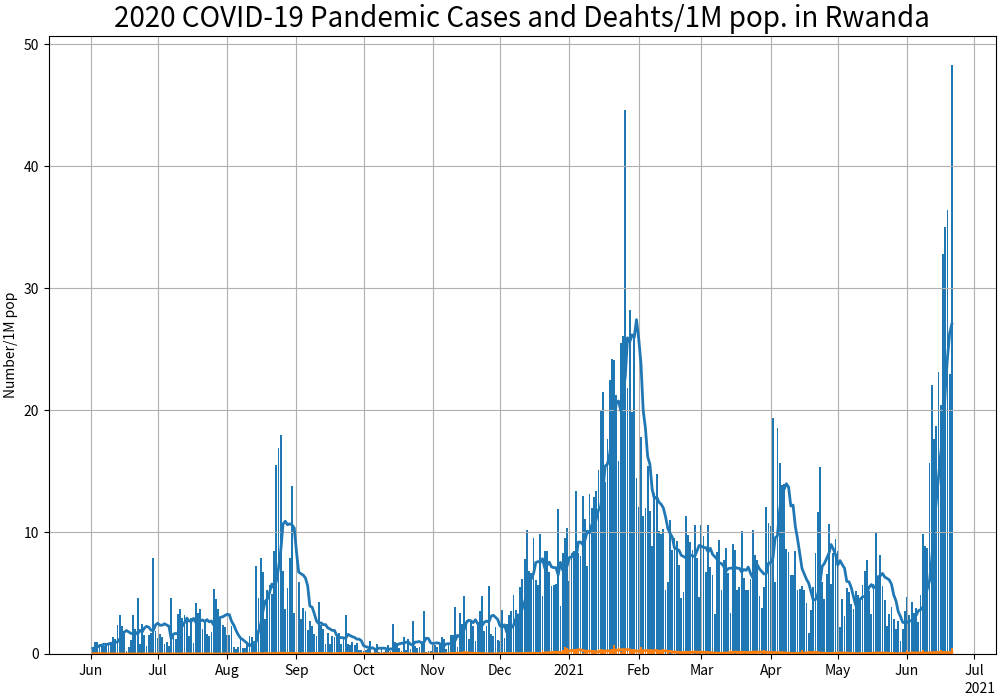 2020 COVID-19 Pandemic Cases and Deahts/1M pop. in Rwanda
Number/1M pop
50
40
30
20
10
0
Jun Jul Aug Sep Oct Nov Dec 2021 Feb Mar Apr May Jun Jul
2021